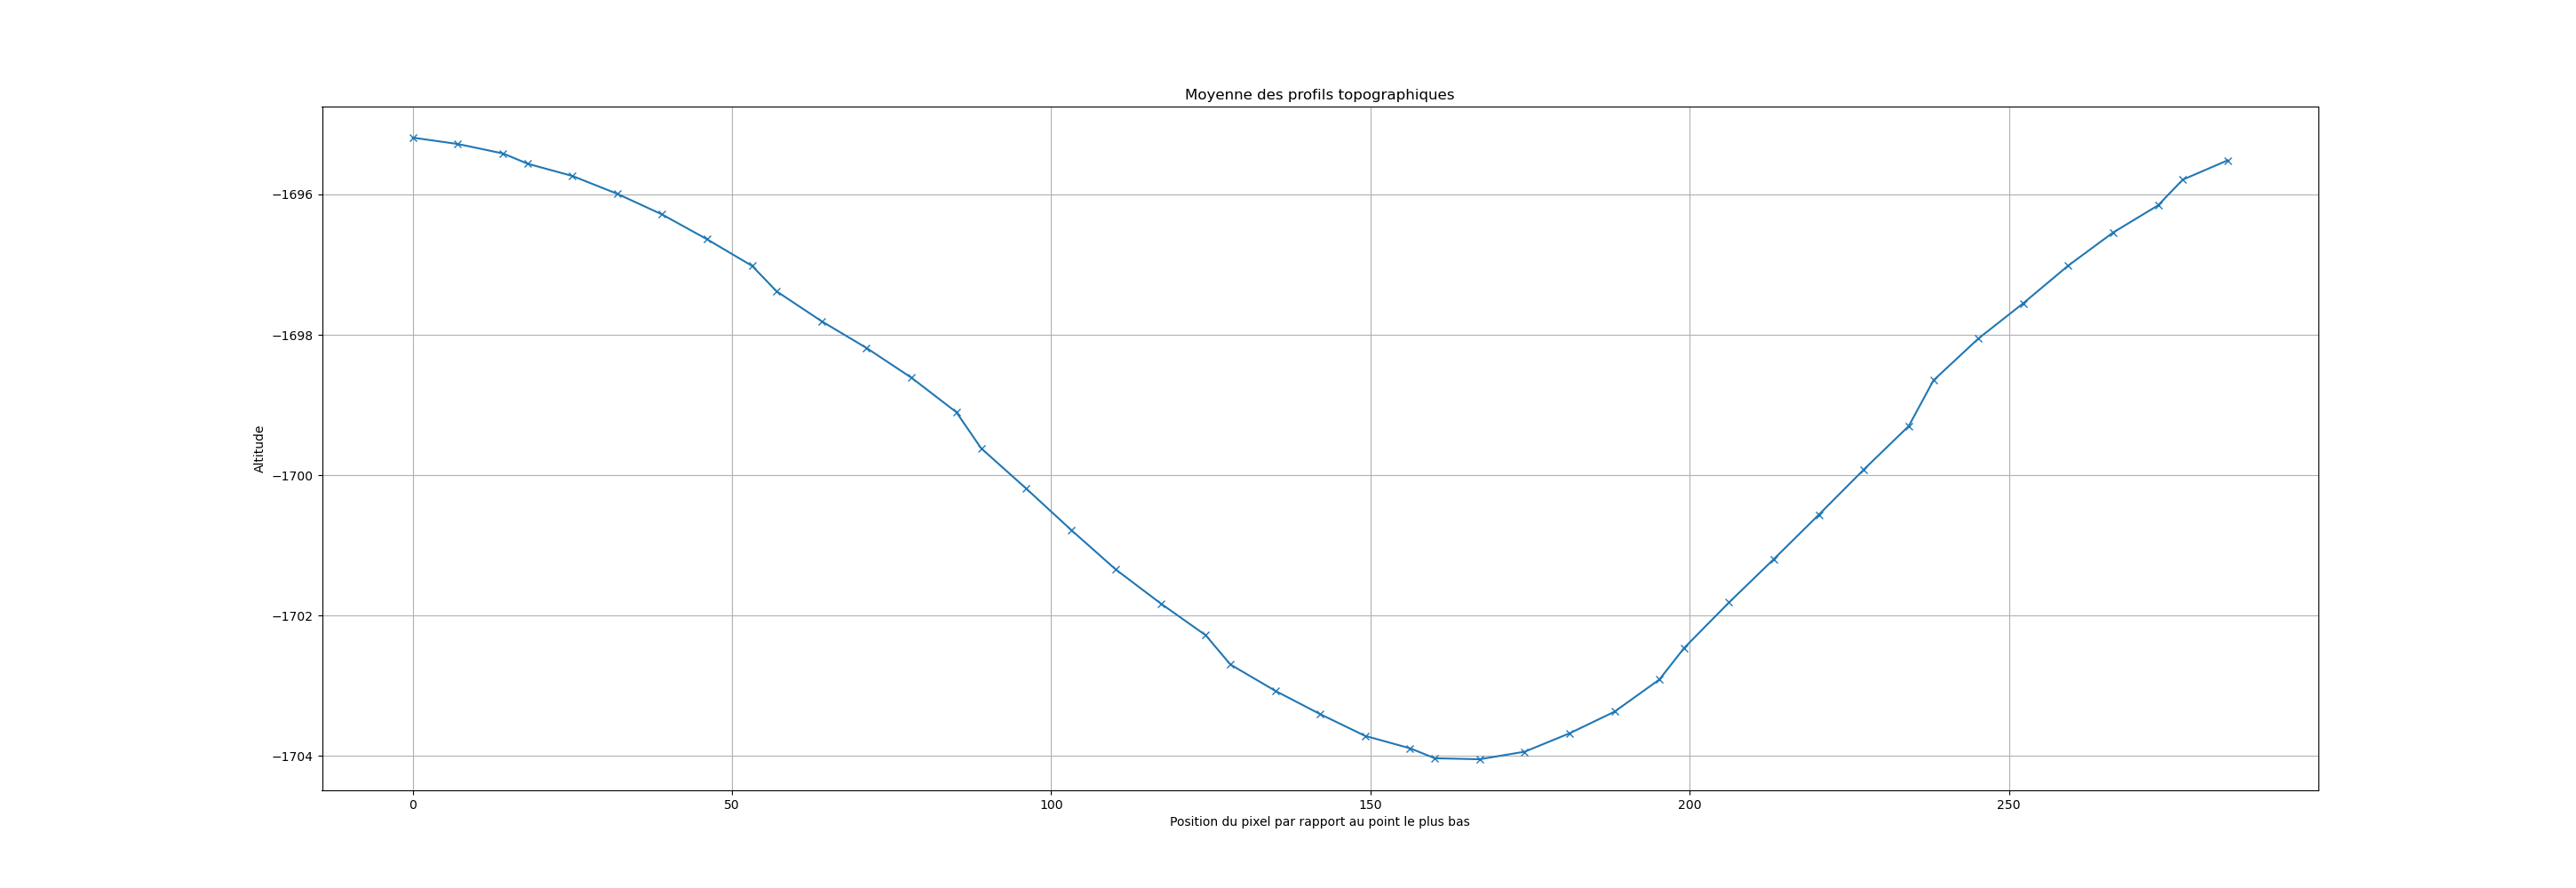 Moyenne des profils topographiques
−1696
−1698
−1700
−1702
−1704
Altitude
0 50 100 150 200 250
Position du pixel par rapport au point le plus bas